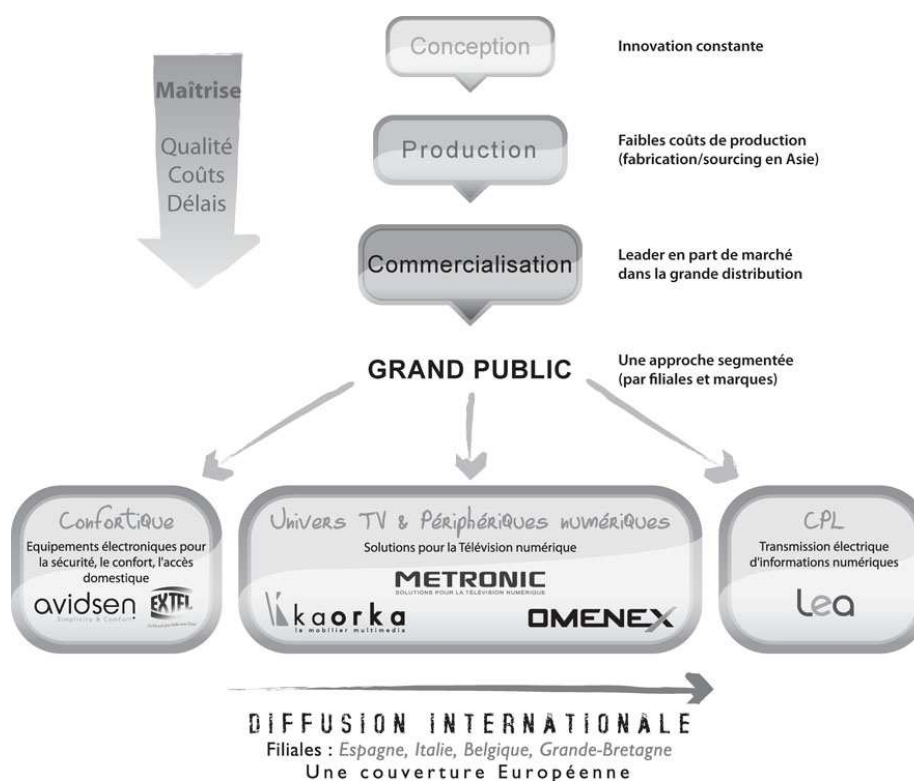 Conception
Innovation constante
Maîtrise
Qualité
Coûts
Délais
Production
Faibles coûts de production
(fabrication/sourcing en Asie)
Commercialisation
Leader en part de marché
dans la grande distribution
GRAND PUBLIC
Une approche segmentée
(par filiales et marques)
Confortique
Equipements électroniques pour
la sécurité, le confort, l'accès
domestique
avidsen
Simplicity & Comfort
EXTEL
Univers TV & Périphériques numériques
Solutions pour la Télévision numérique
METRONIC
SOLUTIONS POUR LA TÉLÉVISION NUMÉRIQUE
kaorka
le mobilier multimedia
OMENEX
CPL
Transmission électrique
d'informations numériques
Lea
DIFFUSION INTERNATIONALE
Filiales : Espagne, Italie, Belgique, Grande-Bretagne
Une couverture Européenne